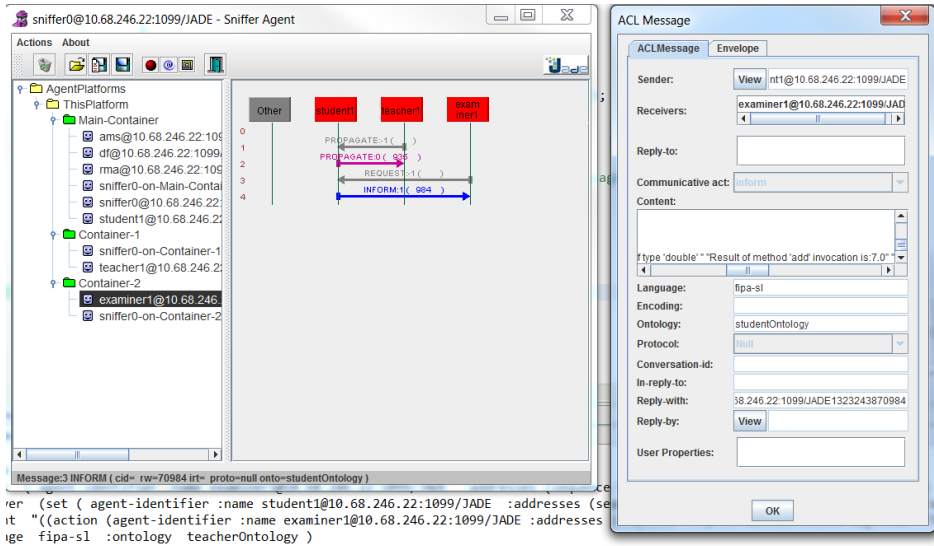 sniffer0@10.68.246.22:1099/JADE - Sniffer Agent
Actions About
Jade
AgentPlatforms
ThisPlatform
Main-Container
ams@10.68.246.22:109
df@10.68.246.22:1099/
rma@10.68.246.22:109
sniffer0-on-Main-Contai
sniffer0@10.68.246.22:
student1@10.68.246.22
Container-1
sniffer0-on-Container-1
teacher1@10.68.246.2:
Container-2
examiner1@10.68.246.
sniffer0-on-Container-2
Other student1 teacher1 exam
iner1
0
PROPAGATE:-1 ( )
1
PROPAGATE:0 ( 936 )
2
REQUEST:-1 ( )
3
INFORM:1 ( 984 )
4
Message:3 INFORM ( cid= rw=70984 irt= proto=null onto=studentOntology )
ACL Message
ACLMessage Envelope
Sender: View nt1@10.68.246.22:1099/JADE
Receivers: examiner1@10.68.246.22:1099/JAD
Reply-to:
Communicative act: inform
Content:
f type 'double' " "Result of method 'add' invocation is:7.0" "
Language: fipa-sl
Encoding:
Ontology: studentOntology
Protocol: Null
Conversation-id:
In-reply-to:
Reply-with: 68.246.22:1099/JADE1323243870984
Reply-by: View
User Properties:
OK
;
ag
ver (set ( agent-identifier :name student1@10.68.246.22:1099/JADE :addresses (se
nt "((action (agent-identifier :name examiner1@10.68.246.22:1099/JADE :addresses
age fipa-sl :ontology teacherOntology )